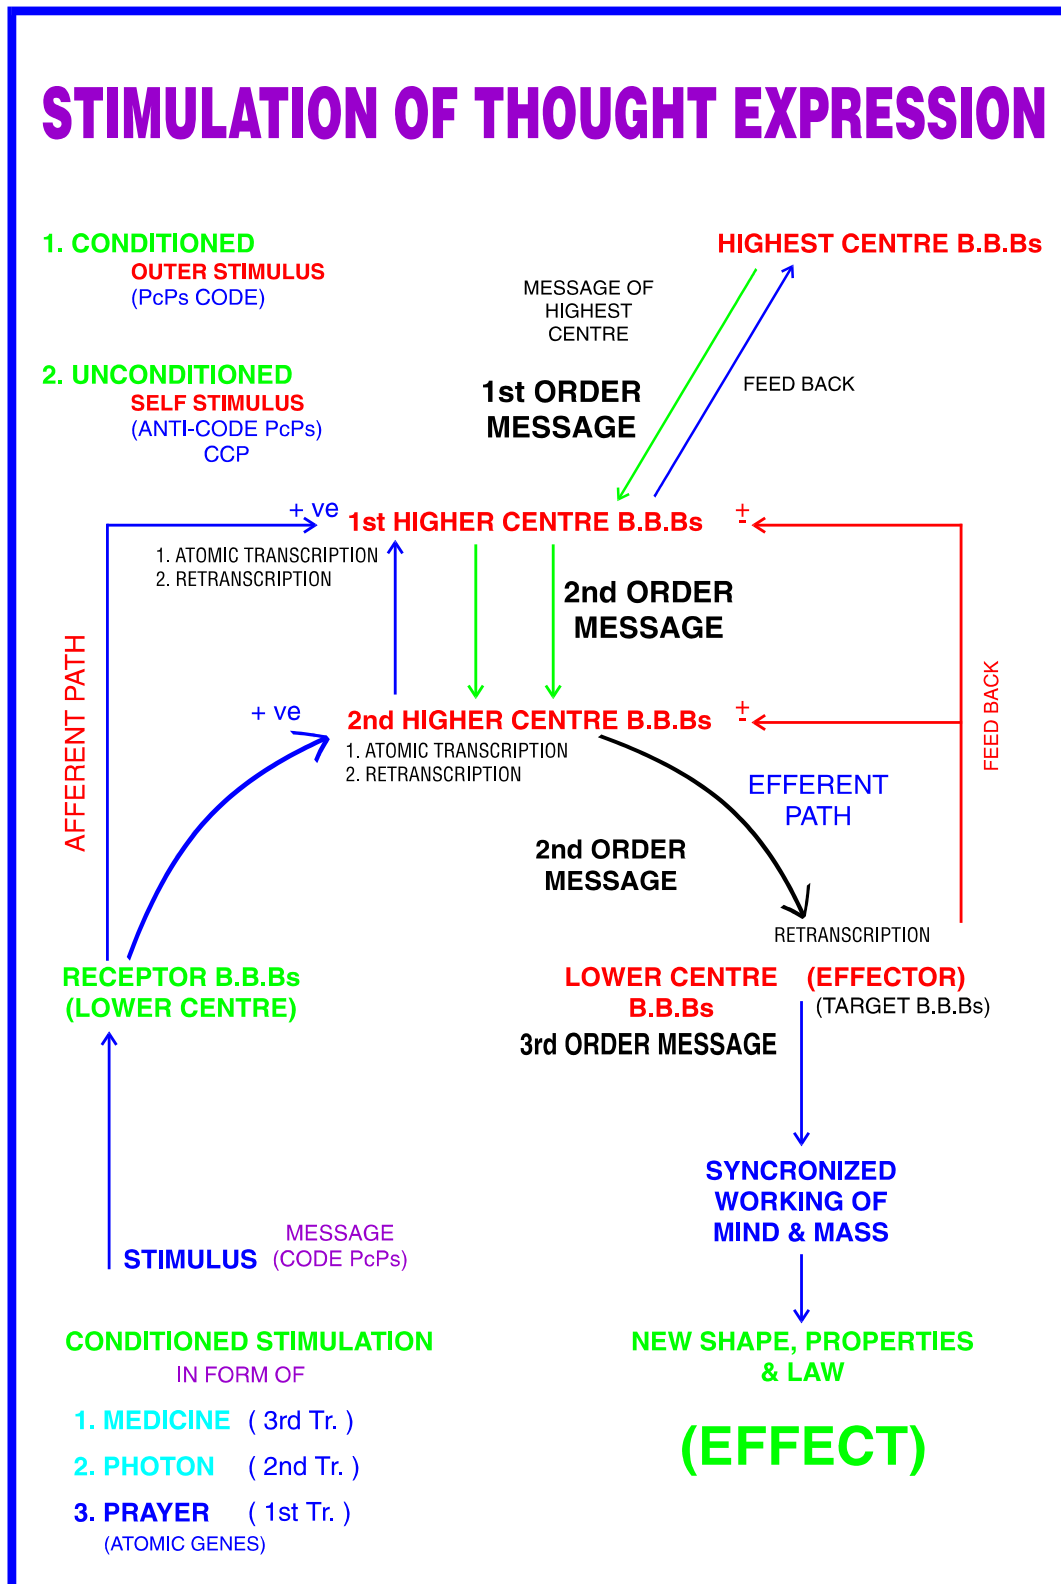 STIMULATION OF THOUGHT EXPRESSION
1. CONDITIONED
OUTER STIMULUS
(PcPs CODE)
2. UNCONDITIONED
SELF STIMULUS
(ANTI-CODE PcPs)
CCP
HIGHEST CENTRE B.B.Bs
MESSAGE OF
HIGHEST
CENTRE
1st ORDER
MESSAGE
FEED BACK
+ ve
1st HIGHER CENTRE B.B.Bs
+
-
1. ATOMIC TRANSCRIPTION
2. RETRANSCRIPTION
2nd ORDER
MESSAGE
AFFERENT PATH
+ ve
2nd HIGHER CENTRE B.B.Bs
+
-
1. ATOMIC TRANSCRIPTION
2. RETRANSCRIPTION
FEED BACK
EFFERENT
PATH
2nd ORDER
MESSAGE
RETRANSCRIPTION
RECEPTOR B.B.Bs
(LOWER CENTRE)
LOWER CENTRE (EFFECTOR)
B.B.Bs (TARGET B.B.Bs)
3rd ORDER MESSAGE
SYNCRONIZED
WORKING OF
MIND & MASS
STIMULUS
MESSAGE
(CODE PcPs)
CONDITIONED STIMULATION
IN FORM OF
1. MEDICINE ( 3rd Tr. )
2. PHOTON ( 2nd Tr. )
3. PRAYER ( 1st Tr. )
(ATOMIC GENES)
NEW SHAPE, PROPERTIES
& LAW
(EFFECT)